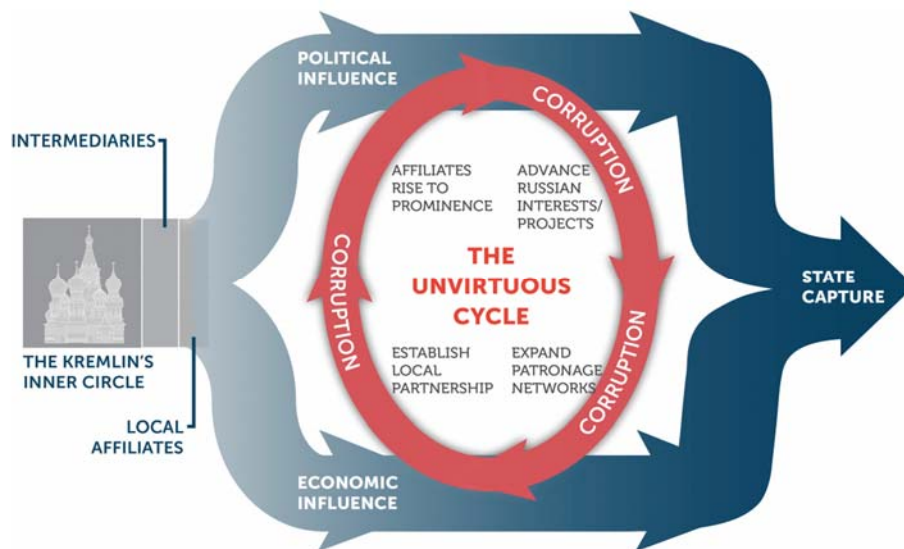 POLITICAL
INFLUENCE
INTERMEDIARIES
THE KREMLIN'S
INNER CIRCLE
LOCAL
AFFILIATES
ECONOMIC
INFLUENCE
CORRUPTION
CORRUPTION
CORRUPTION
AFFILIATES
RISE TO
PROMINENCE
ADVANCE
RUSSIAN
INTERESTS/
PROJECTS
THE
UNVIRTUOUS
CYCLE
ESTABLISH
LOCAL
PARTNERSHIP
EXPAND
PATRONAGE
NETWORKS
STATE
CAPTURE